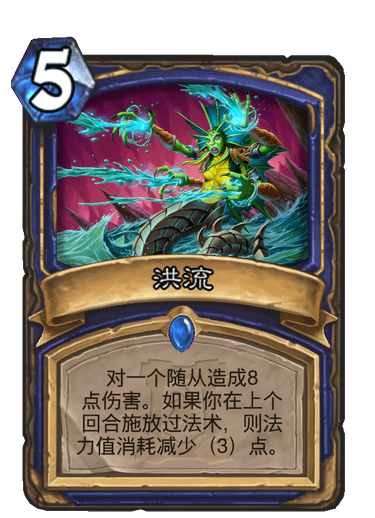 5
洪流
对一个随从造成8
点伤害。如果你在上个
回合施放过法术，则法
力值消耗减少（3）点。